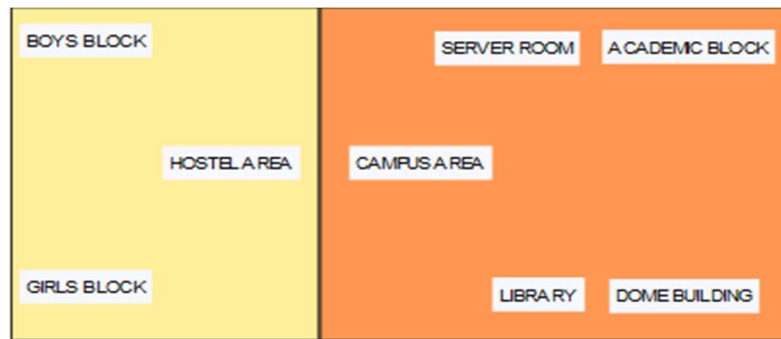 BOYS BLOCK
SERVER ROOM
ACADEMIC BLOCK
HOSTEL AREA
CAMPUS AREA
GIRLS BLOCK
LIBRARY
DOME BUILDING